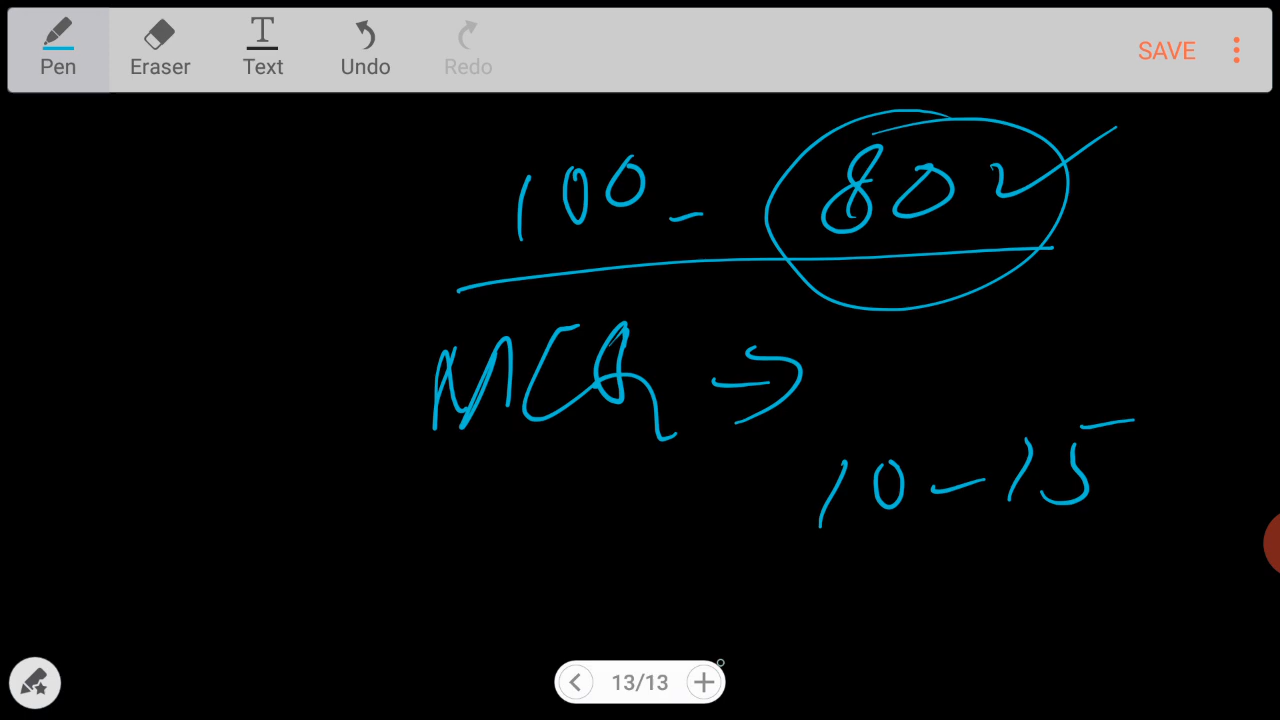 Pen Eraser Text Undo Redo SAVE
100 - 80 ✓
MCQ →
10 - 15
13/13